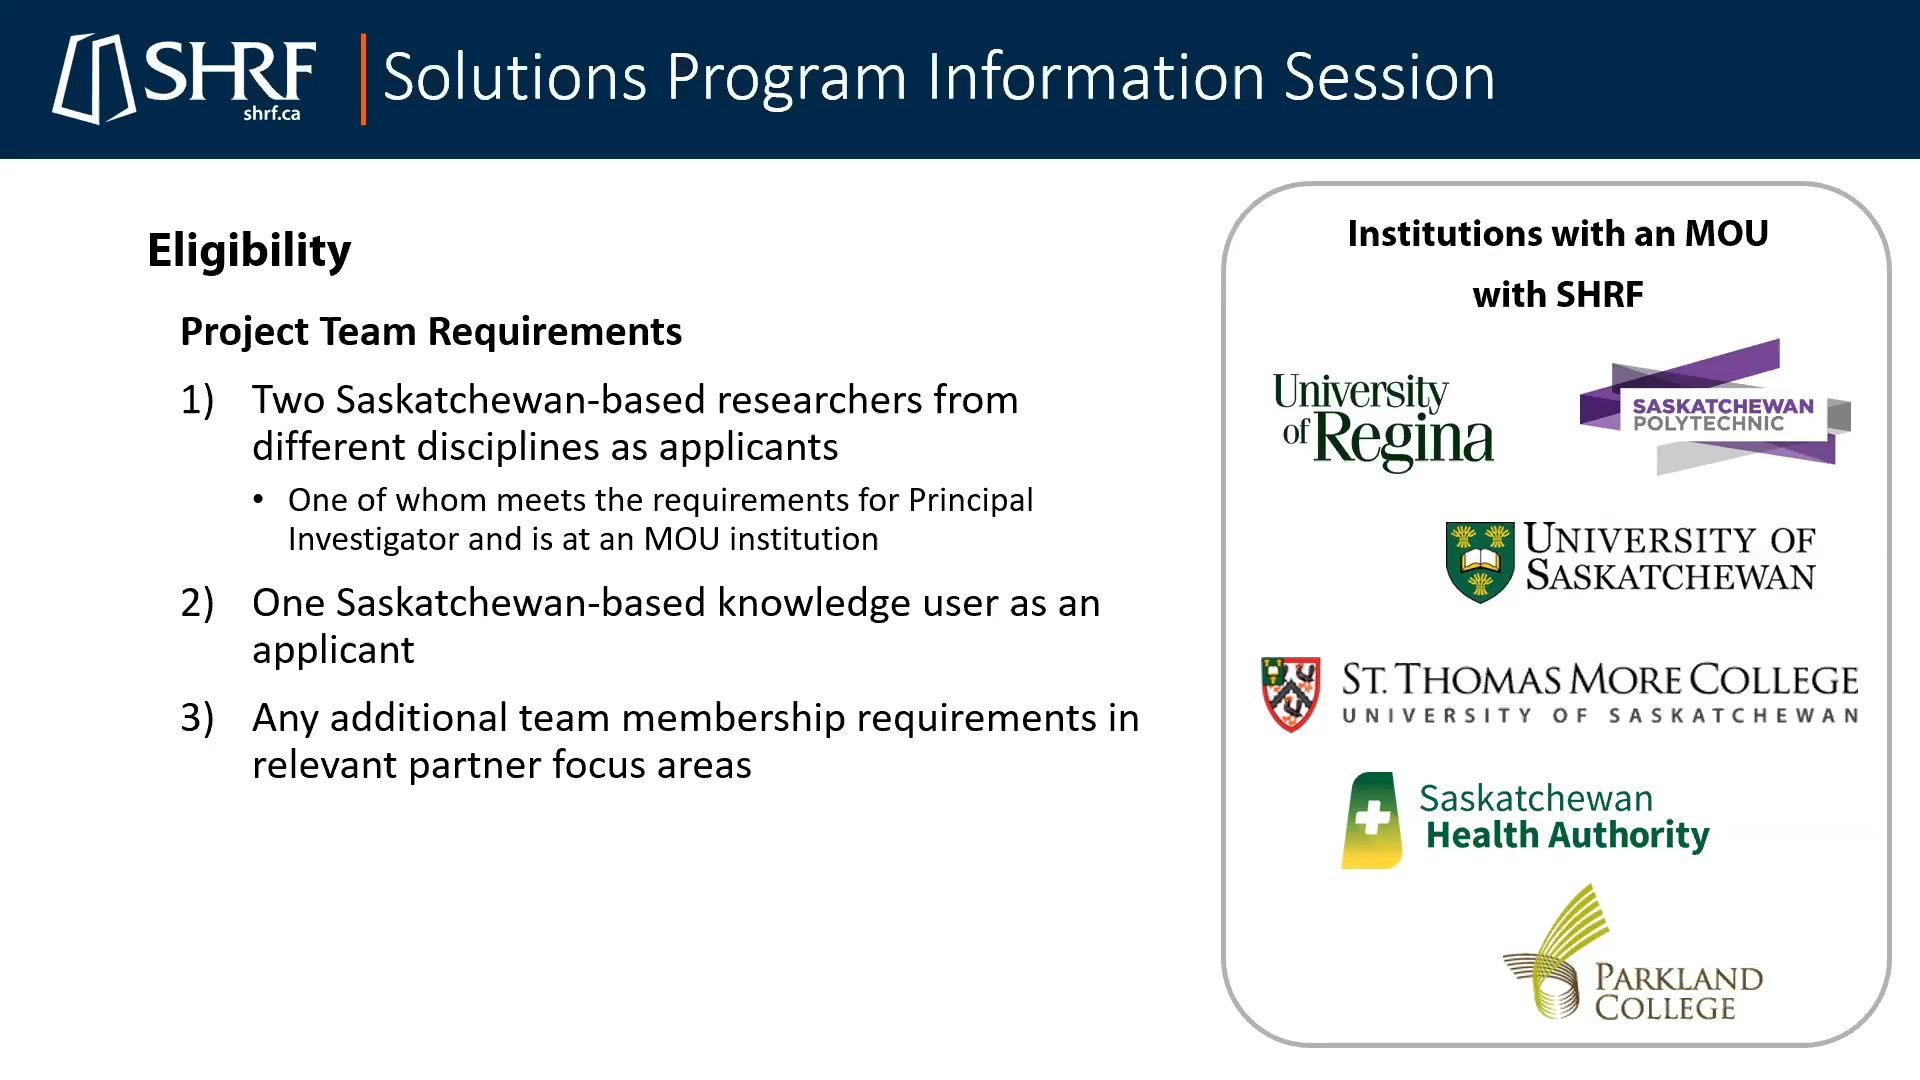 SHRF
shrf.ca
Solutions Program Information Session
Eligibility
Project Team Requirements
1) Two Saskatchewan-based researchers from
different disciplines as applicants
• One of whom meets the requirements for Principal
Investigator and is at an MOU institution
2) One Saskatchewan-based knowledge user as an
applicant
3) Any additional team membership requirements in
relevant partner focus areas
Institutions with an MOU
with SHRF
University
of Regina
SASKATCHEWAN
POLYTECHNIC
UNIVERSITY OF
SASKATCHEWAN
ST. THOMAS MORE COLLEGE
UNIVERSITY OF SASKATCHEWAN
Saskatchewan
Health Authority
PARKLAND
COLLEGE